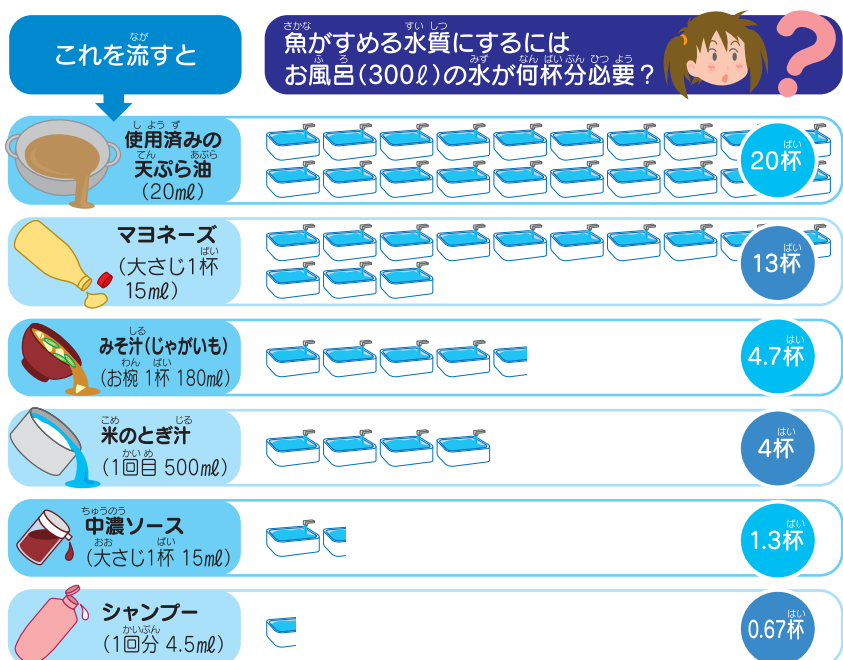 これを流すと
魚がすめる水質にするには
お風呂(300ℓ)の水が何杯分必要？
使用済みの
天ぷら油
(20mℓ)
20杯
マヨネーズ
(大さじ1杯
15mℓ)
13杯
みそ汁(じゃがいも)
(お椀 1杯 180mℓ)
4.7杯
米のとぎ汁
(1回目 500mℓ)
4杯
中濃ソース
(大さじ1杯 15mℓ)
1.3杯
シャンプー
(1回分 4.5mℓ)
0.67杯